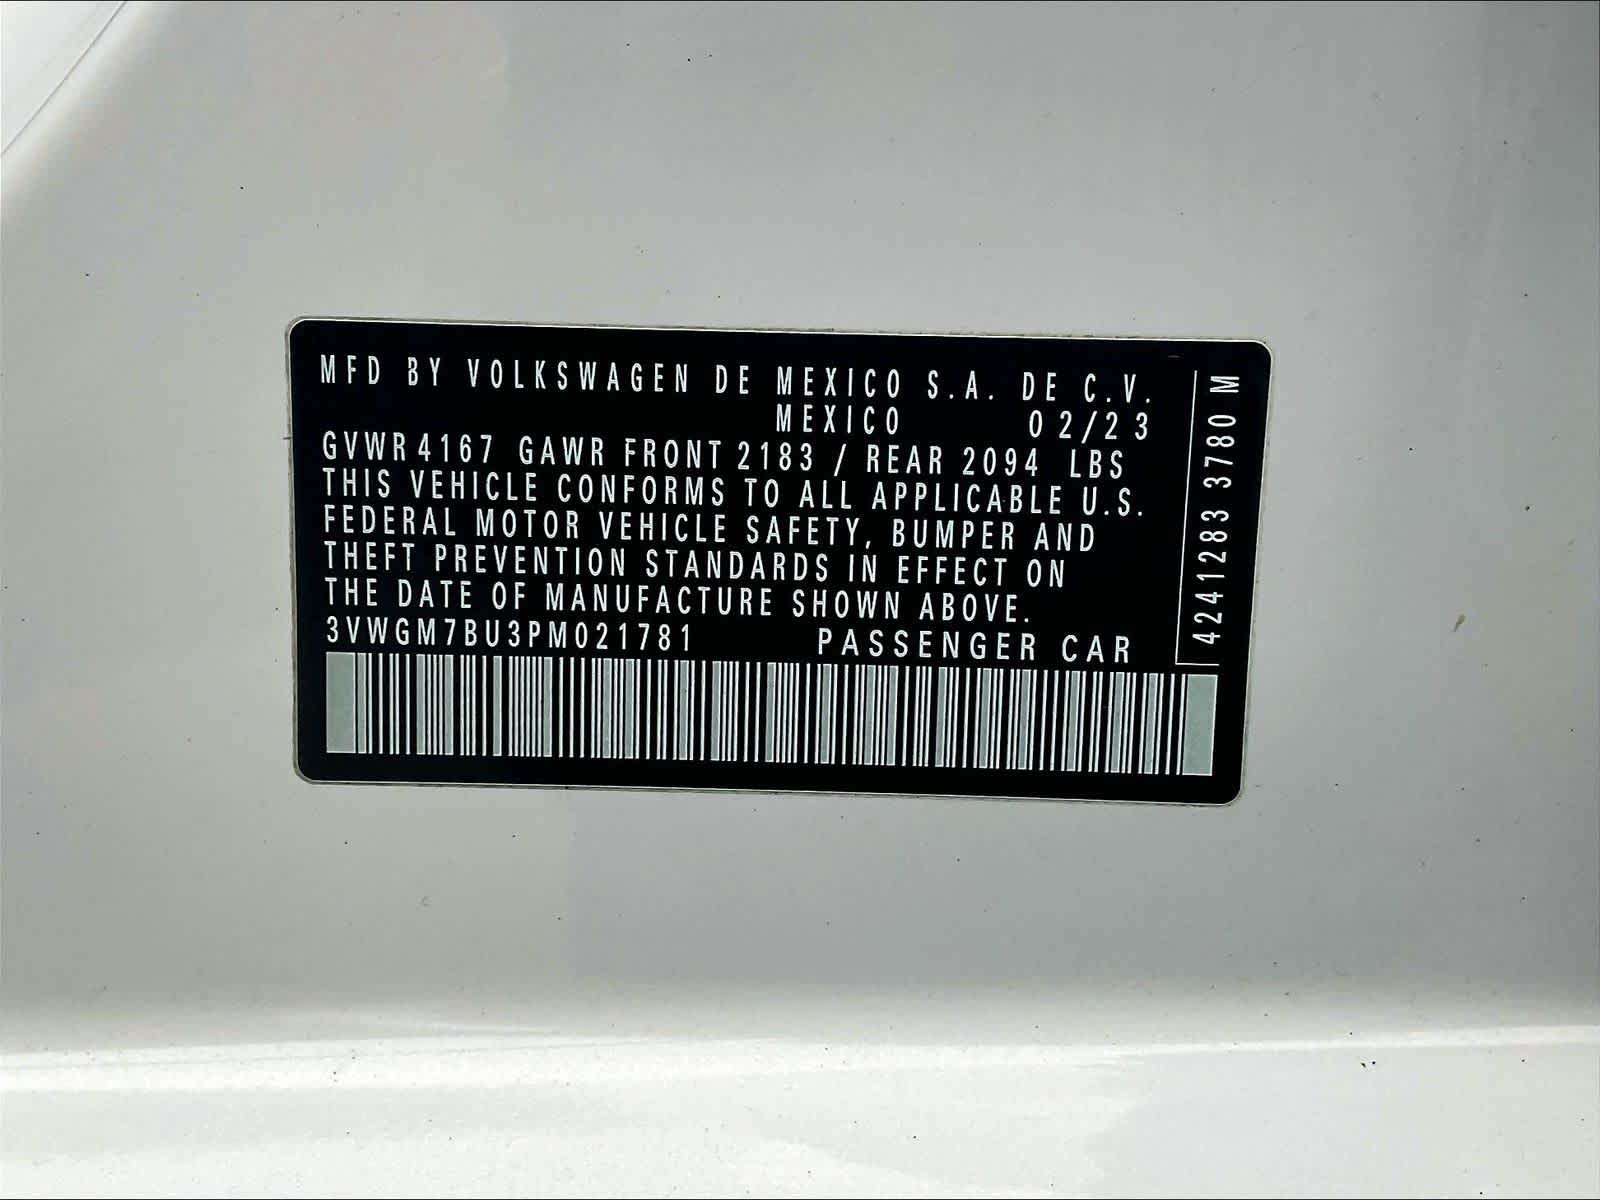 MFD BY VOLKSWAGEN DE MEXICO S.A. DE C.V.
MEXICO 02/23
GVWR 4167 GAWR FRONT 2183 / REAR 2094 LBS
THIS VEHICLE CONFORMS TO ALL APPLICABLE U.S.
FEDERAL MOTOR VEHICLE SAFETY, BUMPER AND
THEFT PREVENTION STANDARDS IN EFFECT ON
THE DATE OF MANUFACTURE SHOWN ABOVE.
3VWGM7BU3PM021781 PASSENGER CAR
4241283 3780 M